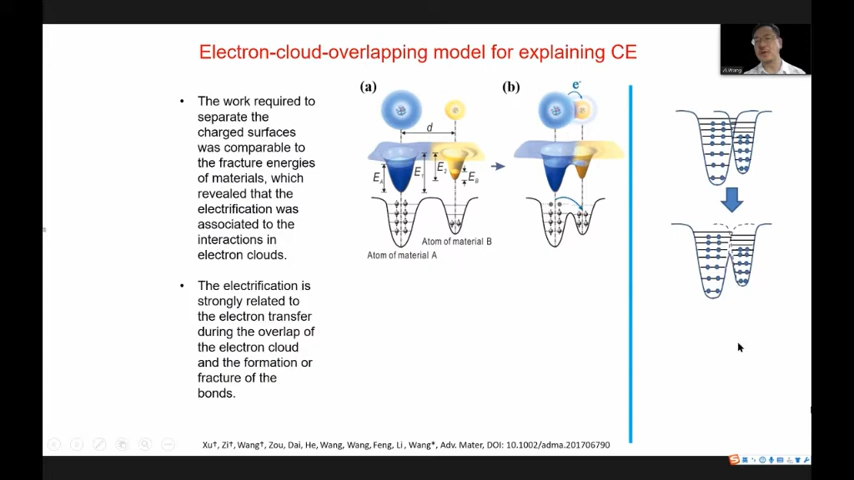 Electron-cloud-overlapping model for explaining CE
• The work required to
separate the
charged surfaces
was comparable to
the fracture energies
of materials, which
revealed that the
electrification was
associated to the
interactions in
electron clouds.
• The electrification is
strongly related to
the electron transfer
during the overlap of
the electron cloud
and the formation or
fracture of the
bonds.
(a)
d
EA
E1
E2
EB
Atom of material B
Atom of material A
(b)
e-
Xu†, Zi†, Wang†, Zou, Dai, He, Wang, Wang, Feng, Li , Wang*, Adv. Mater, DOI: 10.1002/adma.201706790